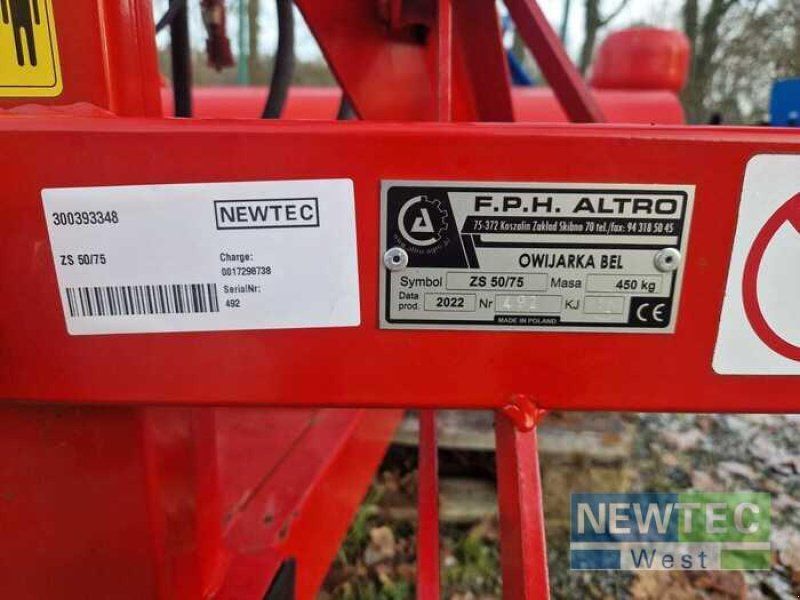 300393348
NEWTEC
ZS 50/75
Charge:
0017298738
SerialNr:
492
F.P.H. ALTRO
75-372 Koszalin Zakład Skibno 70 tel./fax: 94 318 50 45
OWIJARKA BEL
Symbol ZS 50/75 Masa 450 kg
Data prod. 2022 Nr 492 KJ
CE
MADE IN POLAND
NEWTEC
West